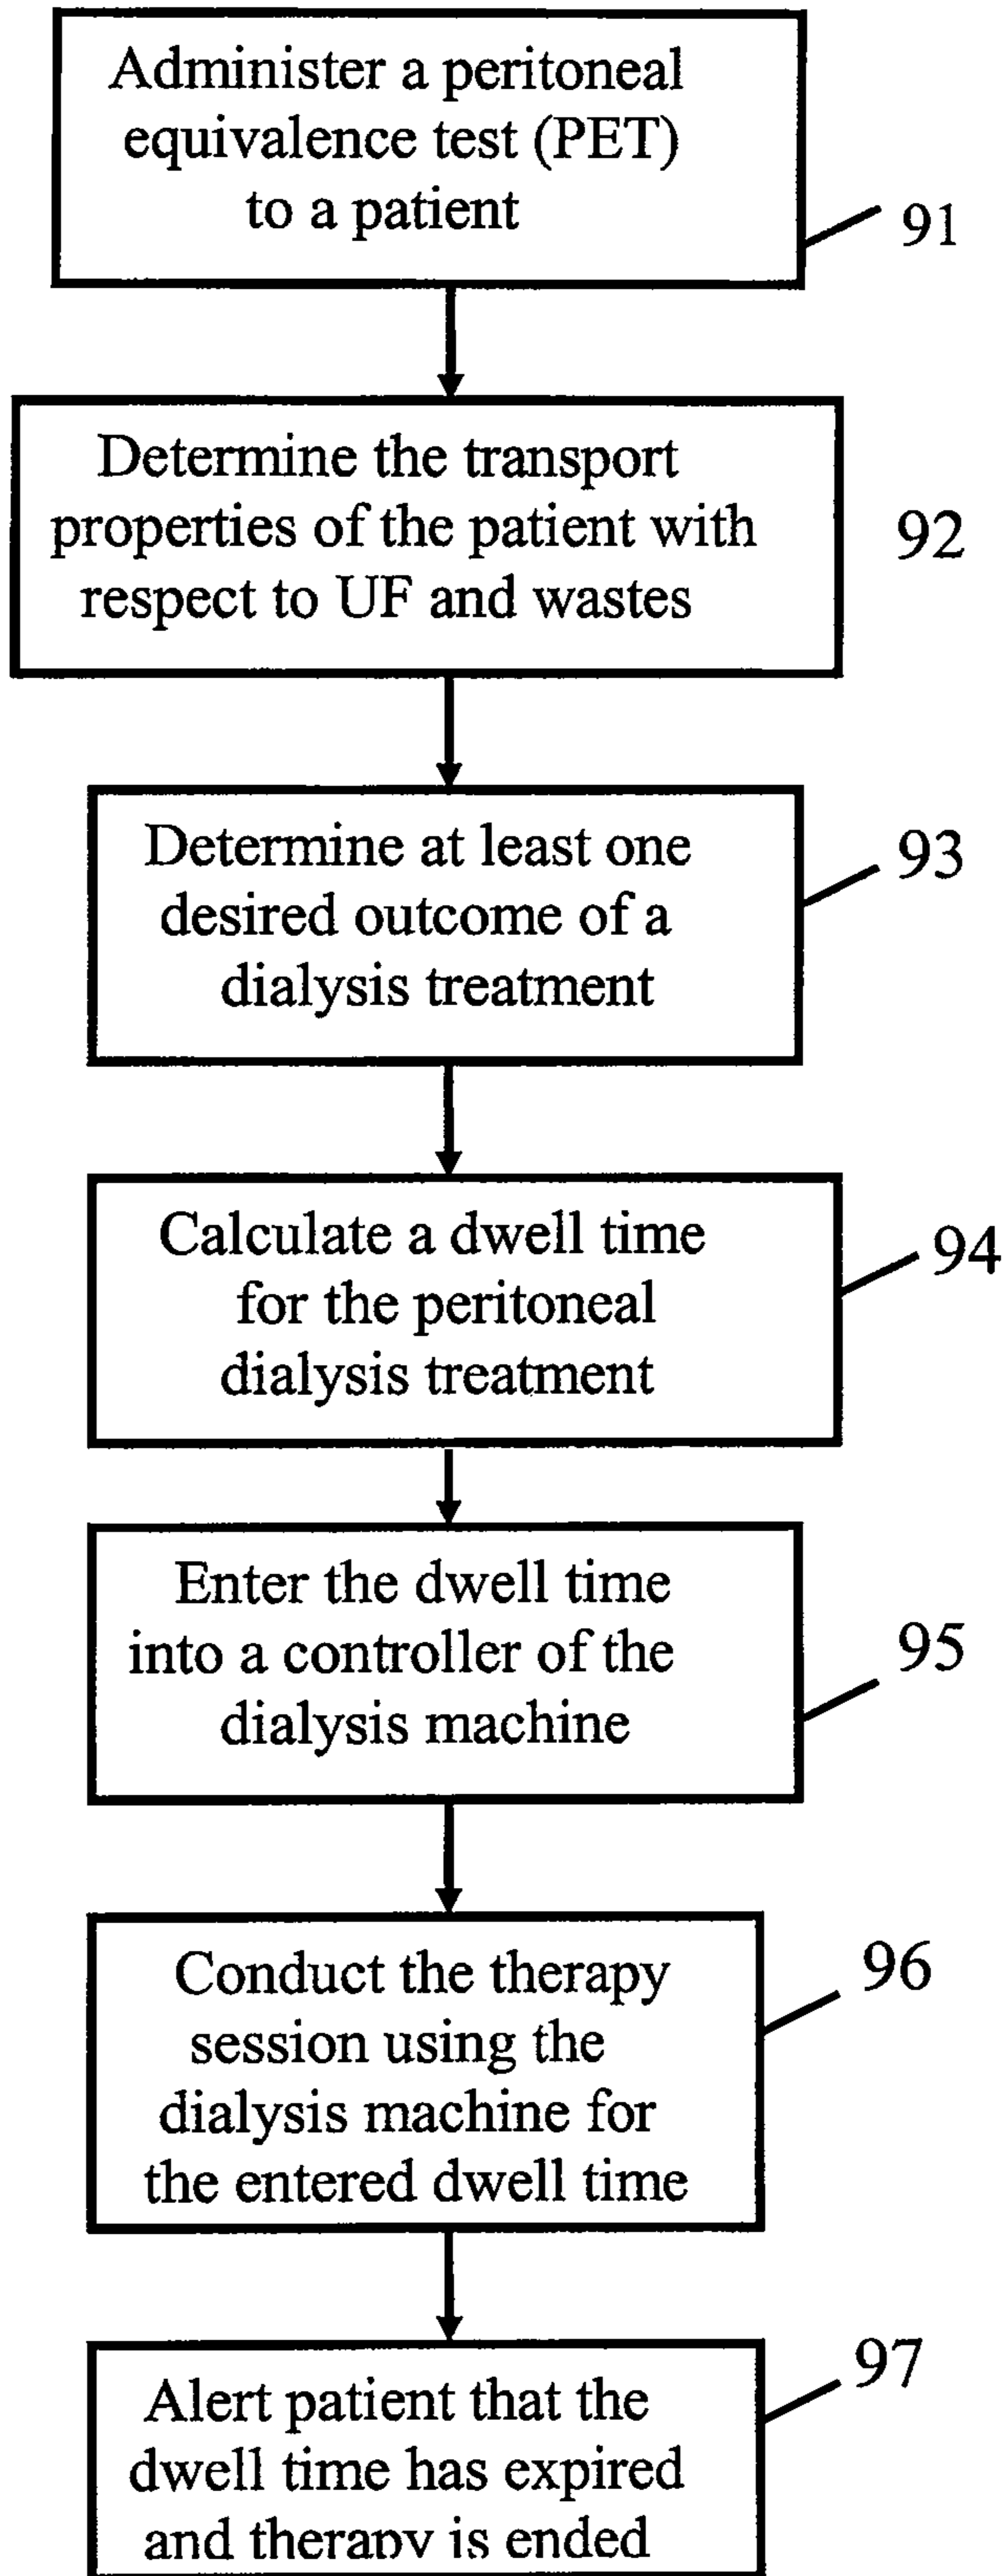 Administer a peritoneal
equivalence test (PET)
to a patient
91
Determine the transport
properties of the patient with
respect to UF and wastes
92
Determine at least one
desired outcome of a
dialysis treatment
93
Calculate a dwell time
for the peritoneal
dialysis treatment
94
Enter the dwell time
into a controller of the
dialysis machine
95
Conduct the therapy
session using the
dialysis machine for
the entered dwell time
96
Alert patient that the
dwell time has expired
and therapy is ended
97